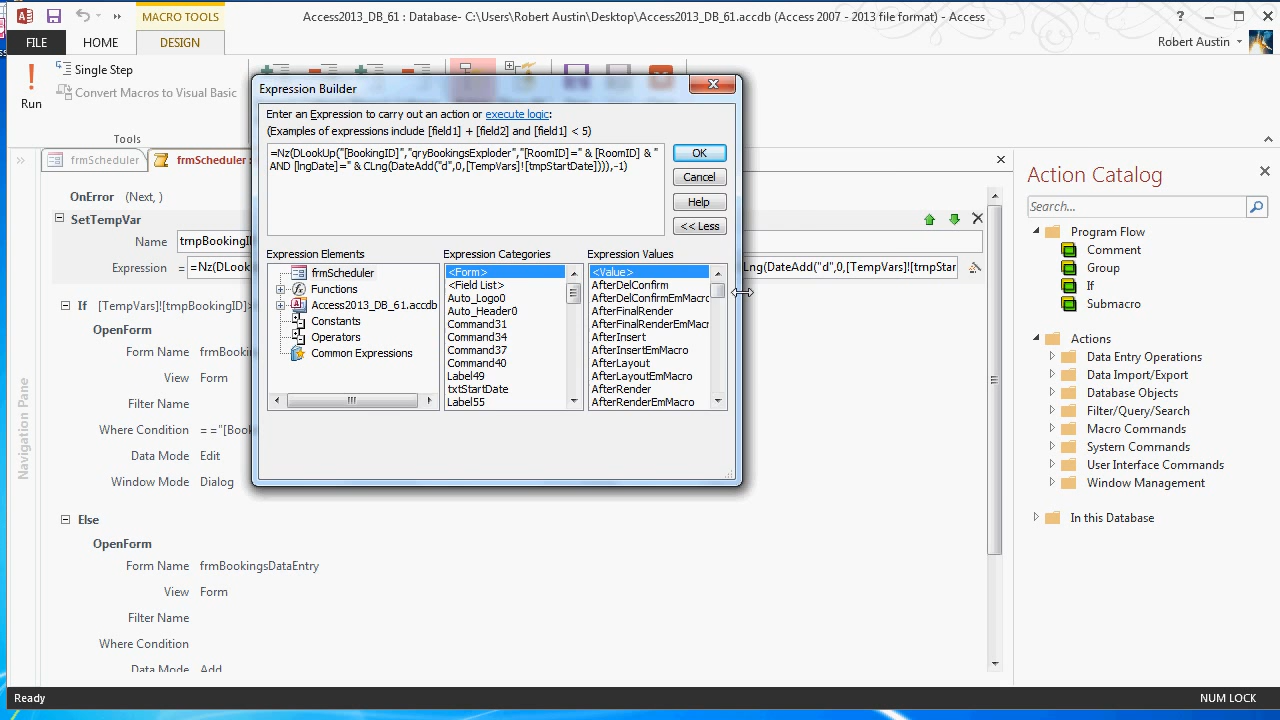 MACRO TOOLS
Access2013_DB_61 : Database- C:\Users\Robert Austin\Desktop\Access2013_DB_61.accdb (Access 2007 - 2013 file format) - Access
?
FILE
HOME
DESIGN
Robert Austin
Run
Single Step
Convert Macros to Visual Basic
Tools
Expression Builder
Enter an Expression to carry out an action or execute logic:
(Examples of expressions include [field1] + [field2] and [field1] < 5)
=Nz(DLookUp("[BookingID]","qryBookingsExploder","[RoomID]=" & [RoomID] & "
AND [lngDate]=" & CLng(DateAdd("d",0,[TempVars]![tmpStartDate]))),-1)
OK
Cancel
Help
<< Less
Expression Elements
Expression Categories
Expression Values
frmScheduler
Functions
Access2013_DB_61.accdb
Constants
Operators
Common Expressions
<Form>
<Field List>
Auto_Logo0
Auto_Header0
Command31
Command34
Command37
Command40
Label49
txtStartDate
Label55
<Value>
AfterDelConfirm
AfterDelConfirmEmMacro
AfterFinalRender
AfterFinalRenderEmMacr
AfterInsert
AfterInsertEmMacro
AfterLayout
AfterLayoutEmMacro
AfterRender
AfterRenderEmMacro
frmScheduler
frmScheduler
OnError (Next, )
SetTempVar
Name tmpBookingI
Expression = =Nz(DLook
Lng(DateAdd("d",0,[TempVars]![tmpStar
If [TempVars]![tmpBookingID]>
OpenForm
Form Name frmBookin
View Form
Filter Name
Where Condition = ="[Boo
Data Mode Edit
Window Mode Dialog
Else
OpenForm
Form Name frmBookingsDataEntry
View Form
Filter Name
Where Condition
Data Mode Add
Navigation Pane
Action Catalog
Search...
Program Flow
Comment
Group
If
Submacro
Actions
Data Entry Operations
Data Import/Export
Database Objects
Filter/Query/Search
Macro Commands
System Commands
User Interface Commands
Window Management
In this Database
Ready
NUM LOCK